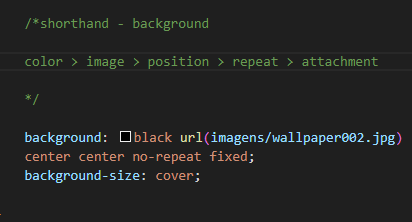 /*shorthand - background
color > image > position > repeat > attachment
*/
background: black url(imagens/wallpaper002.jpg)
center center no-repeat fixed;
background-size: cover;